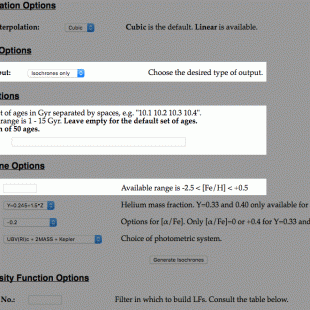 ation Options
terpolation: Cubic Cubic is the default. Linear is available.
Options
out: Isochrones only Choose the desired type of output.
tions
t of ages in Gyr separated by spaces, e.g. "10.1 10.2 10.3 10.4".
range is 1 - 15 Gyr. Leave empty for the default set of ages.
n of 50 ages.
ne Options
Available range is -2.5 < [Fe/H] < +0.5
Y=0.245+1.5*Z Helium mass fraction. Y=0.33 and 0.40 only available for
-0.2 Options for [α/Fe]. Only [α/Fe]=0 or +0.4 for Y=0.33 and
UBV(RI)c + 2MASS + Kepler Choice of photometric system.
Generate Isochrones
sity Function Options
No.: Filter in which to build LFs. Consult the table below.